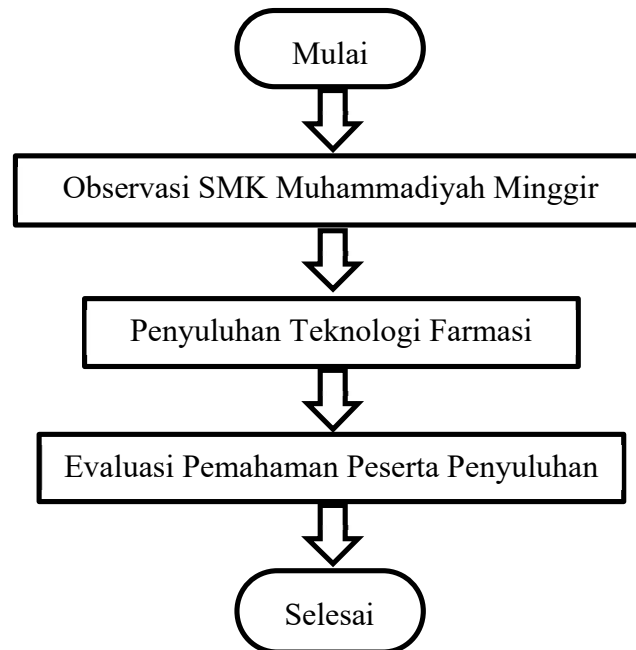 Mulai
Observasi SMK Muhammadiyah Minggir
Penyuluhan Teknologi Farmasi
Evaluasi Pemahaman Peserta Penyuluhan
Selesai